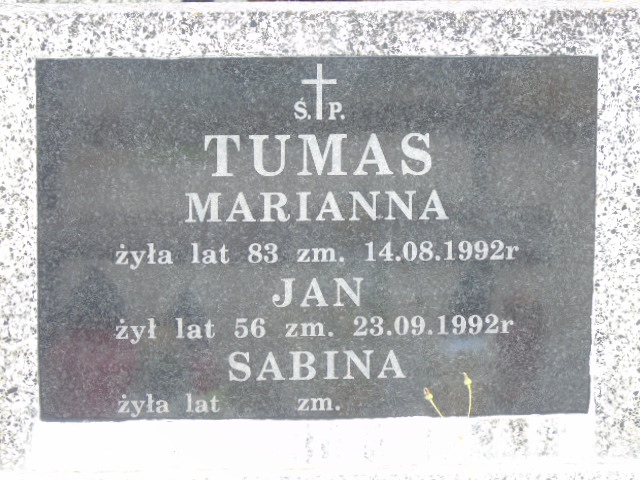 Ś.P.
TUMAS
MARIANNA
żyła lat 83 zm. 14.08.1992r
JAN
żył lat 56 zm. 23.09.1992r
SABINA
żyła lat zm.